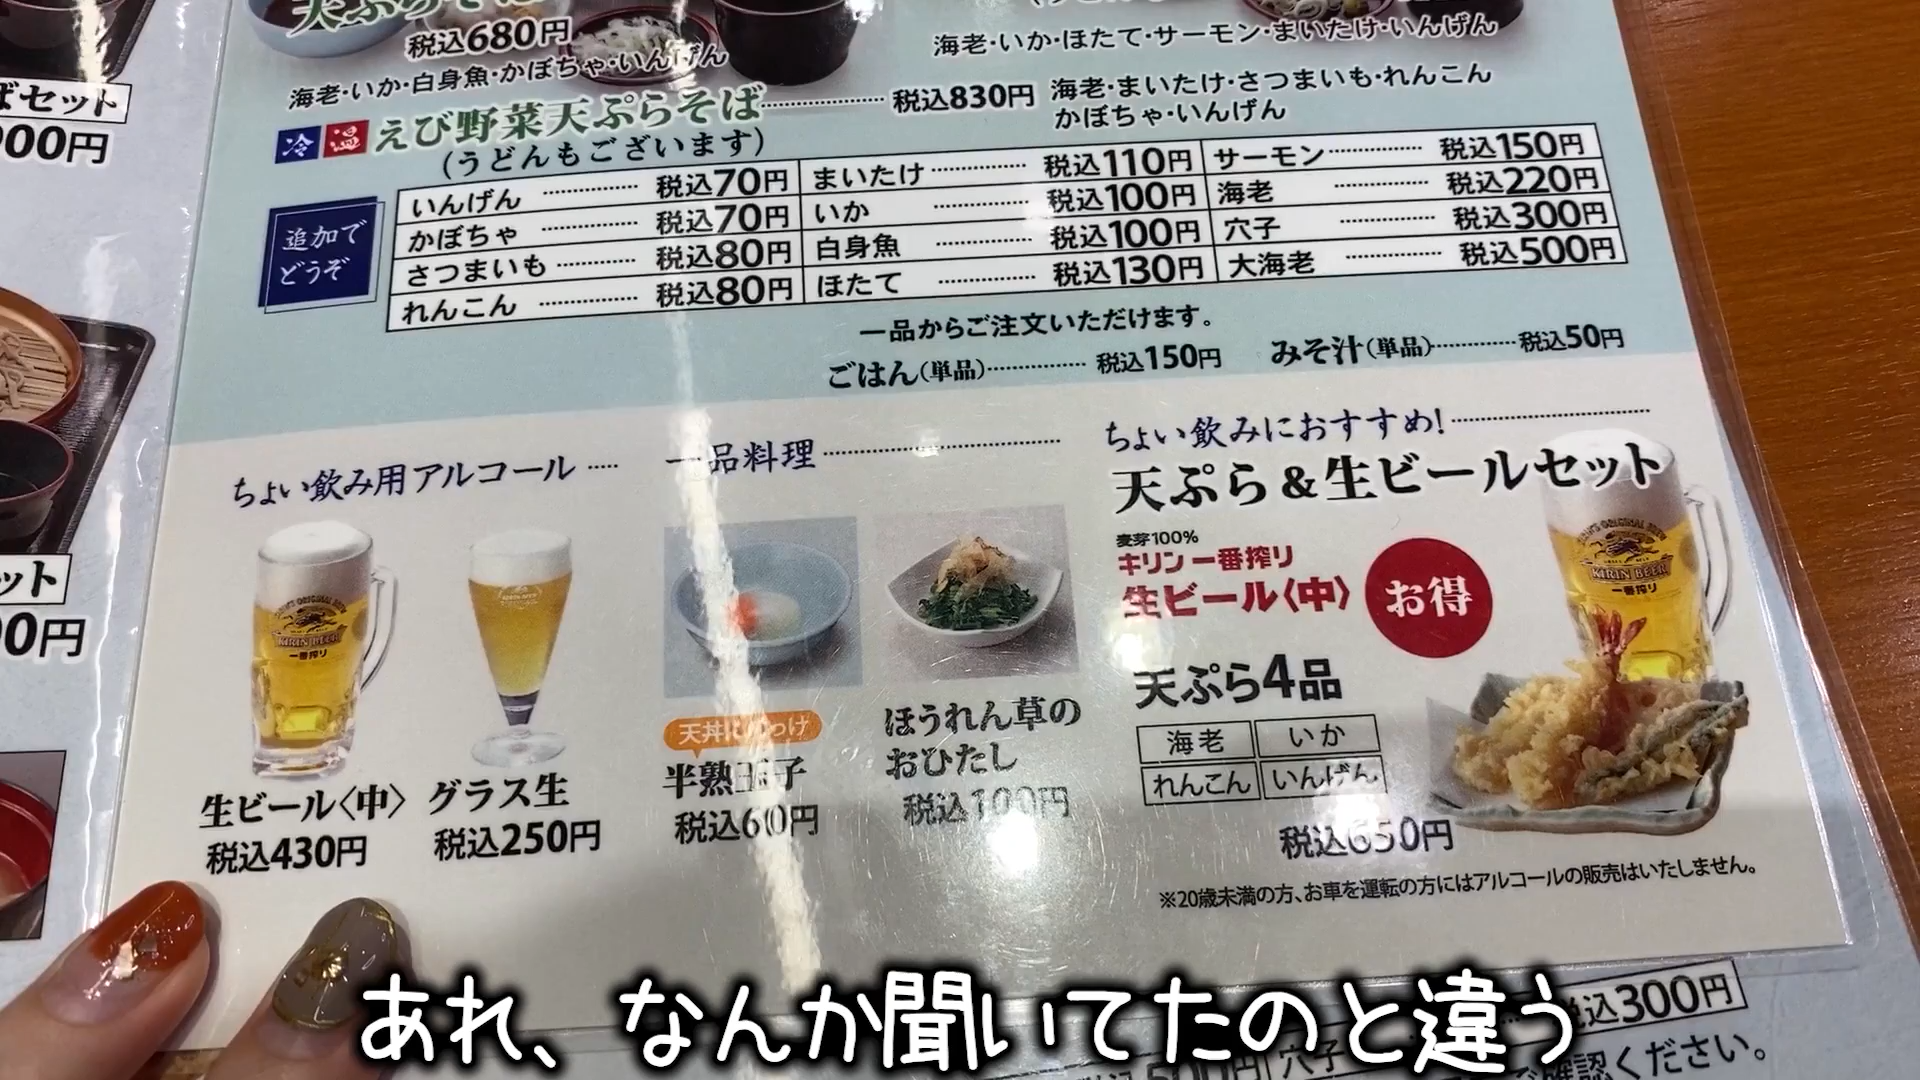 天ぷらそば
税込680円
海老・いか・白身魚・かぼちゃ・いんげん
海老・いか・ほたて・サーモン・まいたけ・いんげん
冷 温 えび野菜天ぷらそば 税込830円
(うどんもございます)
海老・まいたけ・さつまいも・れんこん
かぼちゃ・いんげん
ばセット
900円
追加で
どうぞ
いんげん 税込70円
かぼちゃ 税込70円
さつまいも 税込80円
れんこん 税込80円
まいたけ 税込110円
いか 税込100円
白身魚 税込100円
ほたて 税込130円
サーモン 税込150円
海老 税込220円
穴子 税込300円
大海老 税込500円
一品からご注文いただけます。
ごはん(単品) 税込150円 みそ汁(単品) 税込50円
ット
0円
ちょい飲み用アルコール
KIRIN BEER
一番搾り
生ビール〈中〉
税込430円
グラス生
税込250円
一品料理
半熟玉子
税込60円
ほうれん草の
おひたし
税込100円
ちょい飲みにおすすめ!
天ぷら&生ビールセット
麦芽100%
キリン一番搾り
生ビール〈中〉
お得
KIRIN BEER
一番搾り
天ぷら4品
海老 いか
れんこん いんげん
税込650円
※20歳未満の方、お車を運転の方にはアルコールの販売はいたしません。
税込300円
500円 穴子
確認ください。
あれ、なんか聞いてたのと違う